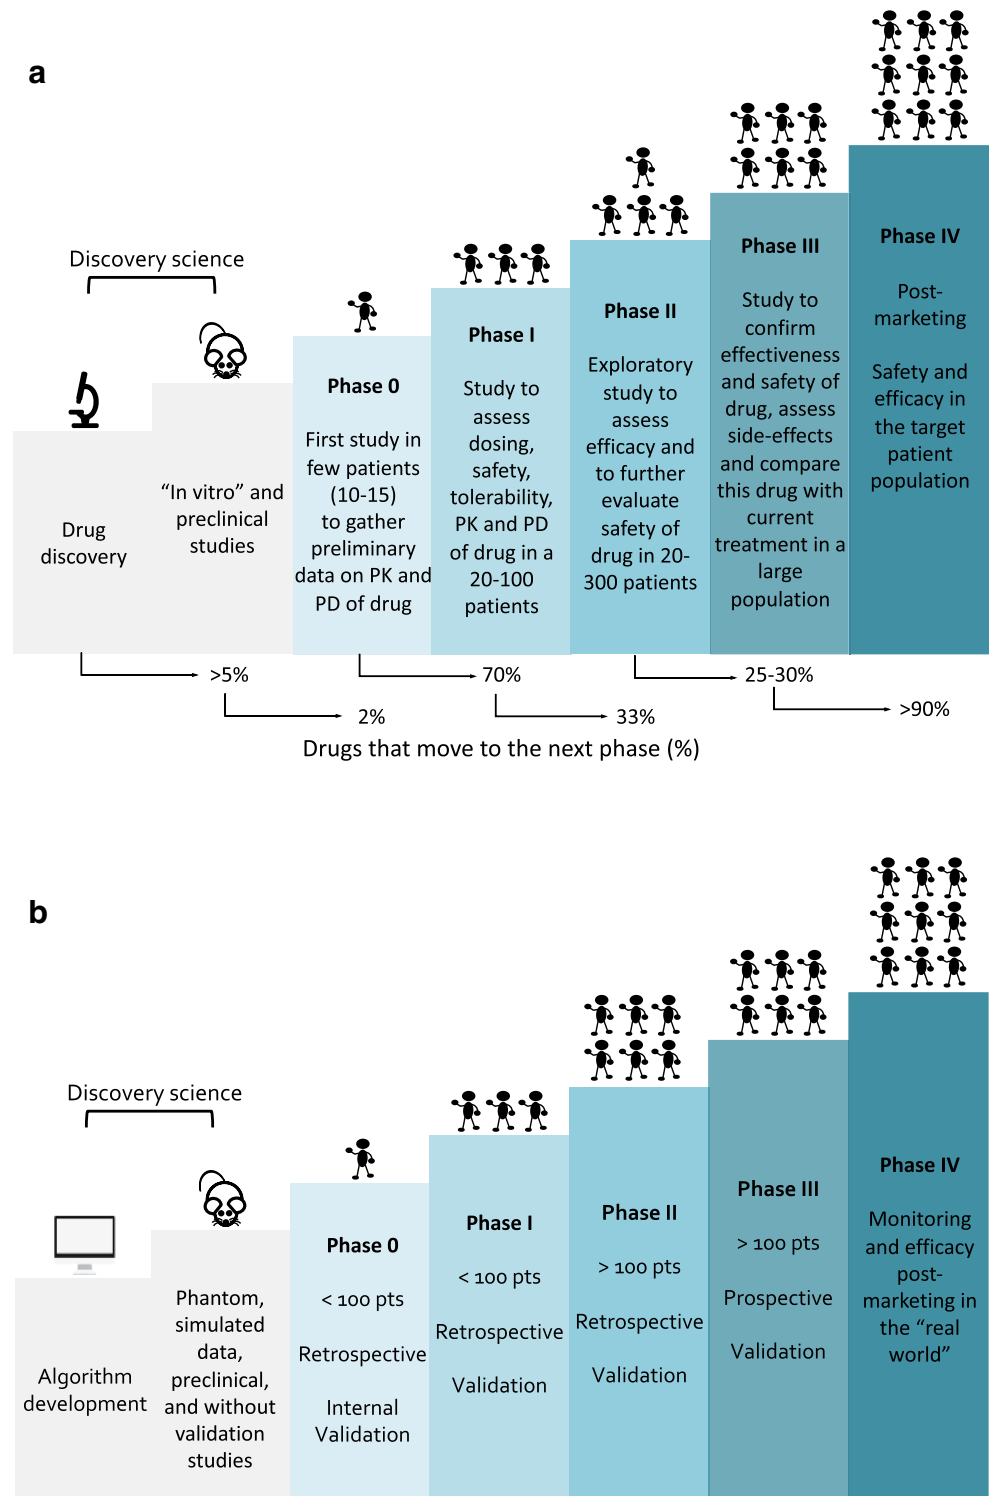 a
Discovery science
Drug
discovery
“In vitro” and
preclinical
studies
Phase 0
First study in
few patients
(10-15)
to gather
preliminary
data on PK and
PD of drug
Phase I
Study to
assess
dosing,
safety,
tolerability,
PK and PD
of drug in a
20-100
patients
Phase II
Exploratory
study to
assess
efficacy and
to further
evaluate
safety of
drug in 20-
300 patients
Phase III
Study to
confirm
effectiveness
and safety of
drug, assess
side-effects
and compare
this drug with
current
treatment in a
large
population
Phase IV
Post-
marketing
Safety and
efficacy in
the target
patient
population
>5%
2%
70%
33%
25-30%
>90%
Drugs that move to the next phase (%)
b
Discovery science
Algorithm
development
Phantom,
simulated
data,
preclinical,
and without
validation
studies
Phase 0
< 100 pts
Retrospective
Internal
Validation
Phase I
< 100 pts
Retrospective
Validation
Phase II
> 100 pts
Retrospective
Validation
Phase III
> 100 pts
Prospective
Validation
Phase IV
Monitoring
and efficacy
post-
marketing in
the “real
world”